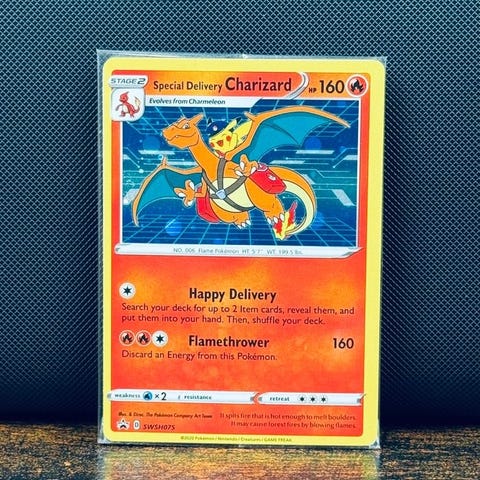 STAGE 2
Special Delivery Charizard
HP 160
Evolves from Charmeleon
NO. 006 Flame Pokémon HT: 5'7" WT: 199.5 lbs.
Happy Delivery
Search your deck for up to 2 Item cards, reveal them, and
put them into your hand. Then, shuffle your deck.
Flamethrower 160
Discard an Energy from this Pokémon.
weakness ×2 resistance retreat
Illus. & Direc. The Pokémon Company Art Team
It spits fire that is hot enough to melt boulders.
It may cause forest fires by blowing flames.
D SWSH075
©2020 Pokémon / Nintendo / Creatures / GAME FREAK